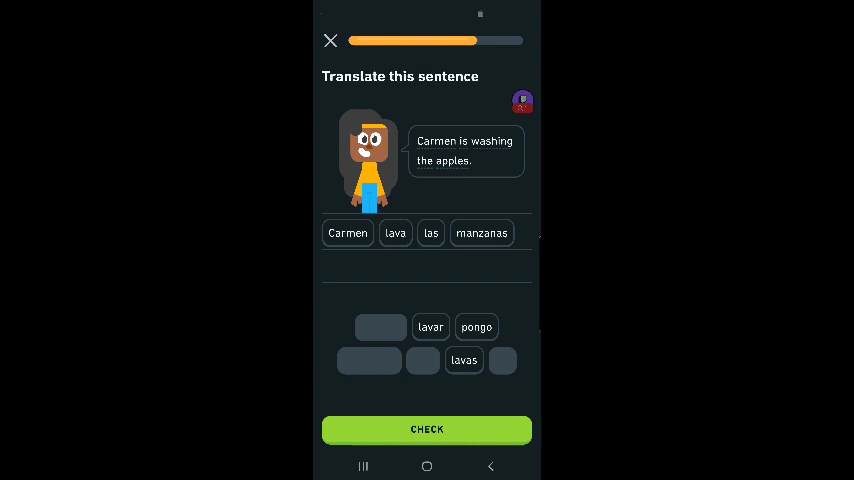 Translate this sentence
Carmen is washing
the apples.
Carmen lava las manzanas
lavar pongo
lavas
CHECK